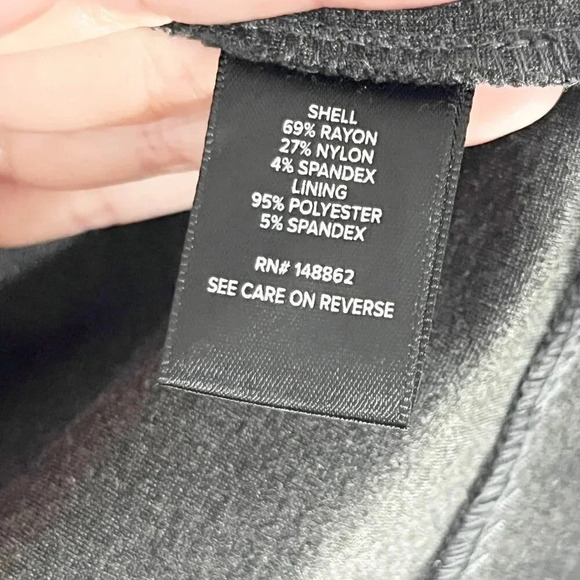 SHELL
69% RAYON
27% NYLON
4% SPANDEX
LINING
95% POLYESTER
5% SPANDEX
RN# 148862
SEE CARE ON REVERSE